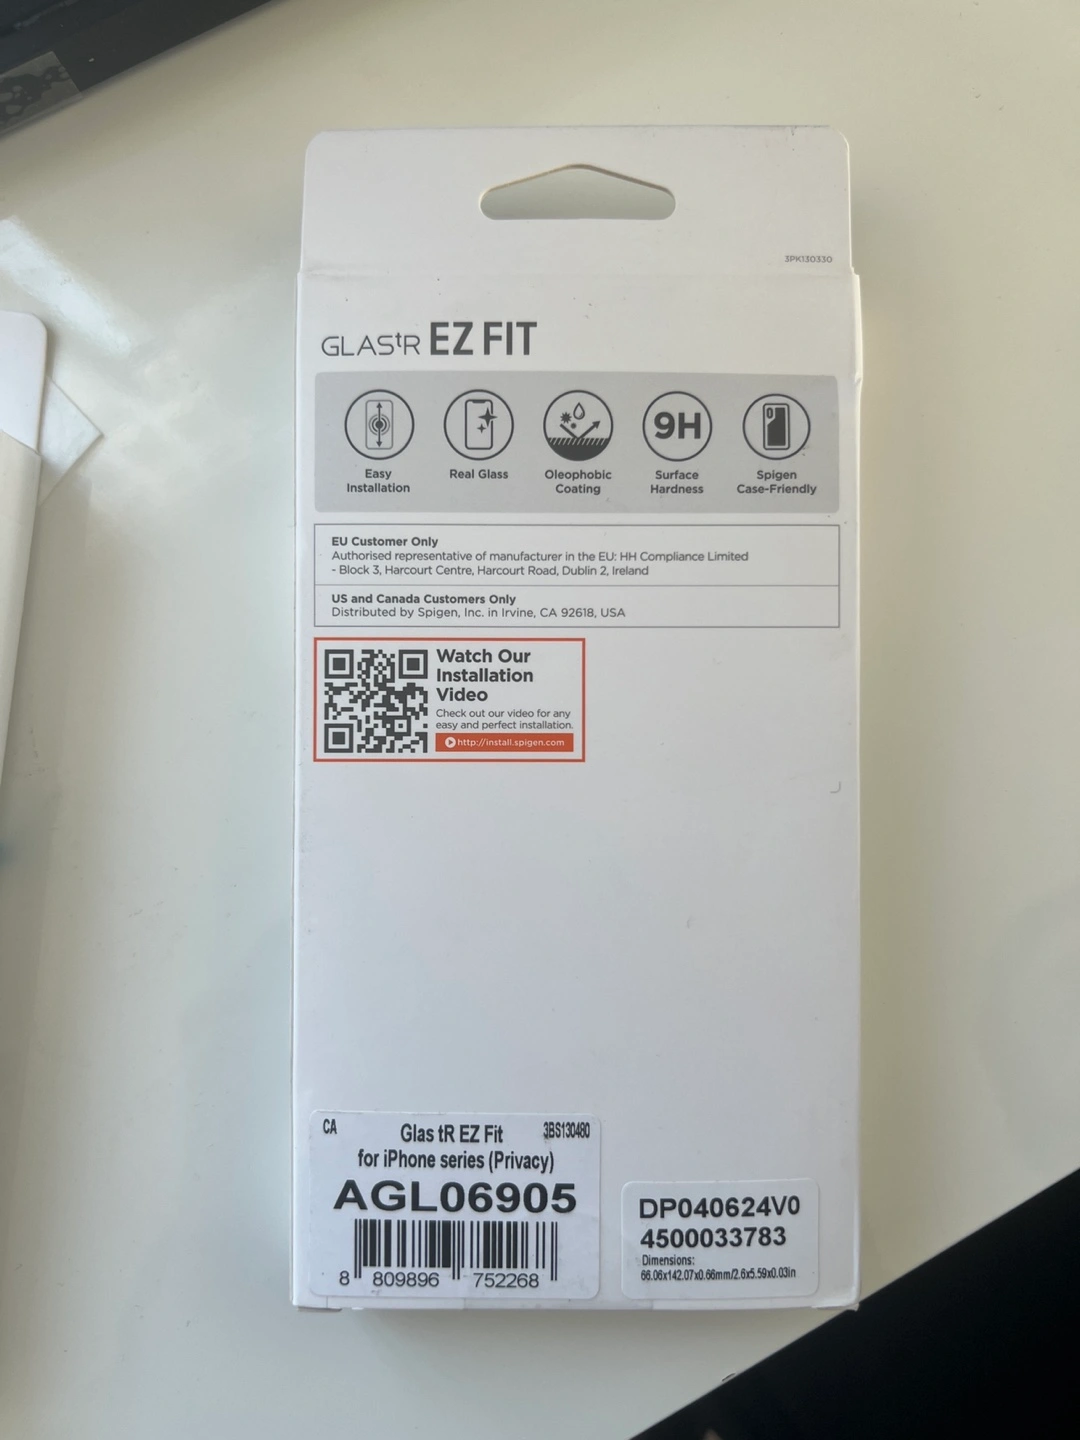 3PK130330
GLAStR EZ FIT
9H
Easy
Installation
Real Glass
Oleophobic
Coating
Surface
Hardness
Spigen
Case-Friendly
EU Customer Only
Authorised representative of manufacturer in the EU: HH Compliance Limited
- Block 3, Harcourt Centre, Harcourt Road, Dublin 2, Ireland
US and Canada Customers Only
Distributed by Spigen, Inc. in Irvine, CA 92618, USA
Watch Our
Installation
Video
Check out our video for any
easy and perfect installation.
http://install.spigen.com
CA
Glas tR EZ Fit
3BS130480
for iPhone series (Privacy)
AGL06905
8 809896 752268
DP040624V0
4500033783
Dimensions:
66.06x142.07x0.66mm/2.6x5.59x0.03in